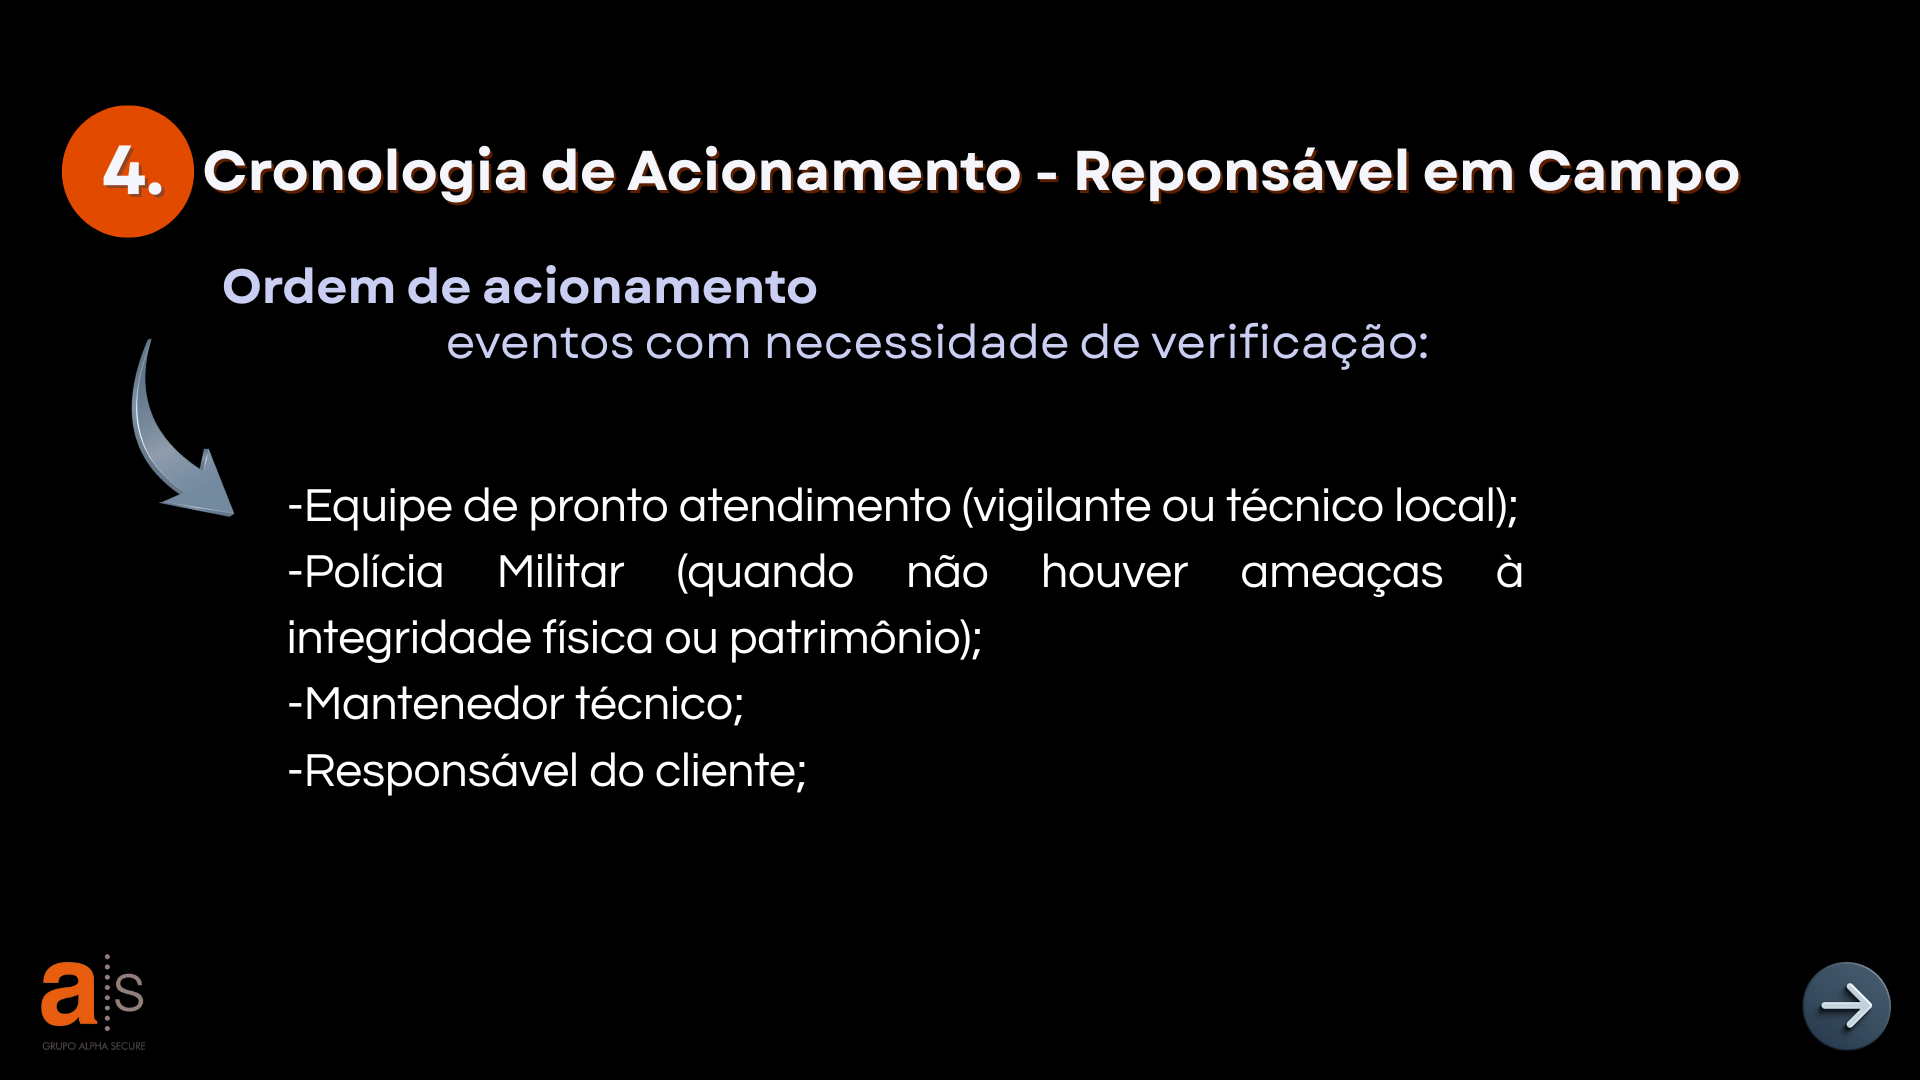 4. Cronologia de Acionamento - Reponsável em Campo
Ordem de acionamento
eventos com necessidade de verificação:
-Equipe de pronto atendimento (vigilante ou técnico local);
-Polícia Militar (quando não houver ameaças à
integridade física ou patrimônio);
-Mantenedor técnico;
-Responsável do cliente;
a s
GRUPO ALPHA SECURE